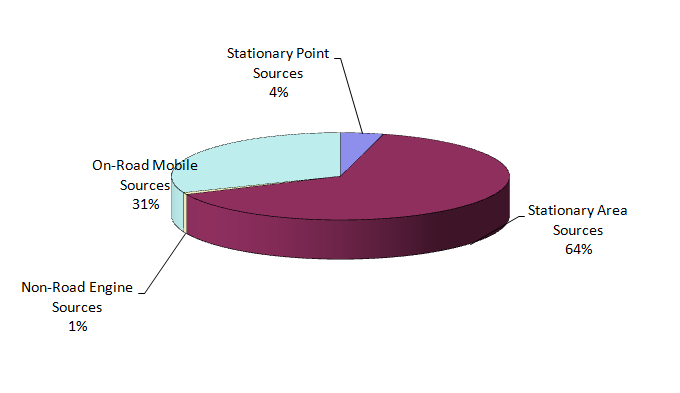 Stationary Point
Sources
4%
On-Road Mobile
Sources
31%
Stationary Area
Sources
64%
Non-Road Engine
Sources
1%